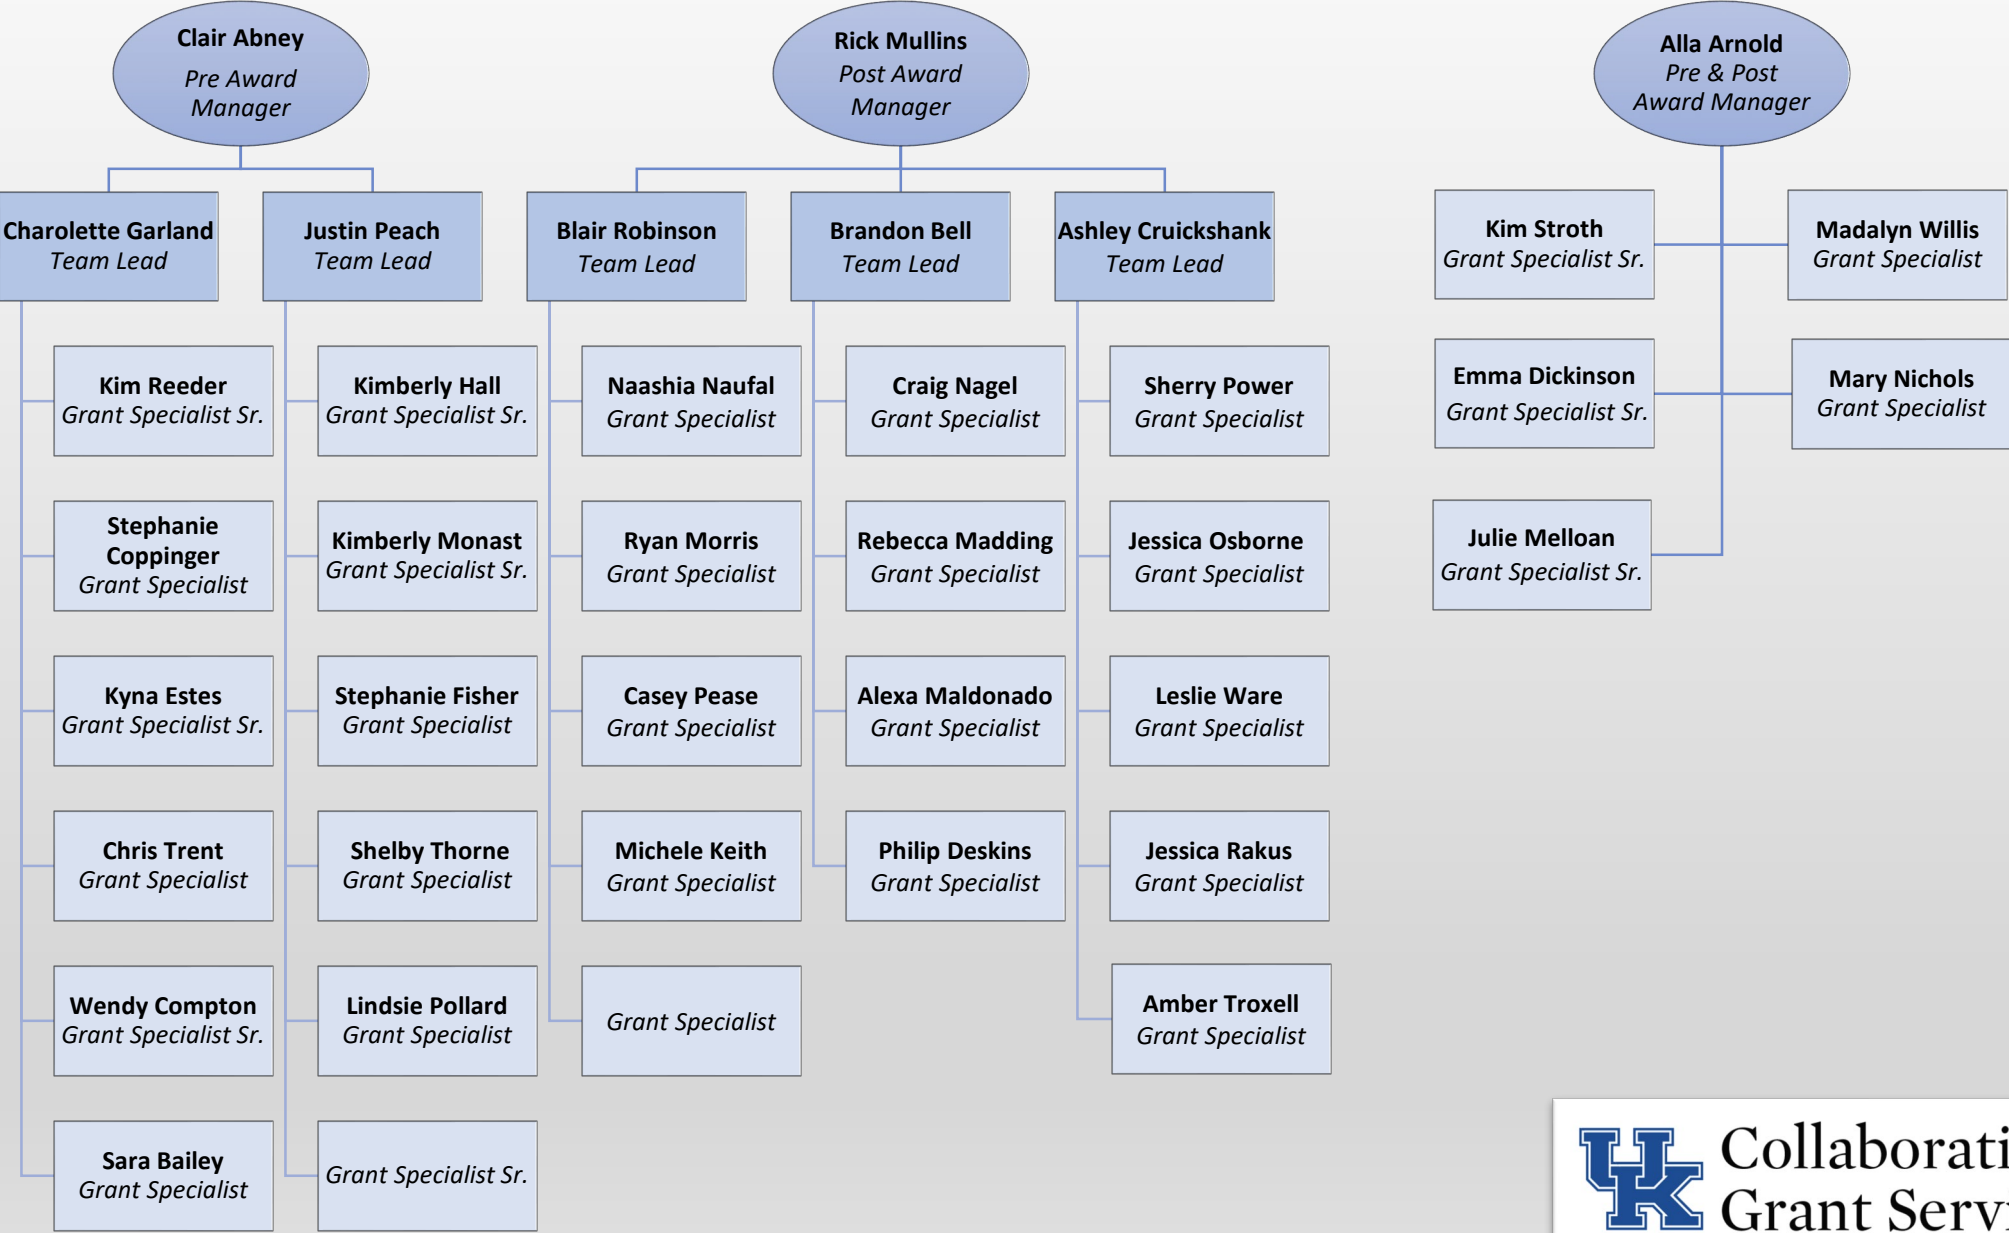 Clair Abney
Pre Award
Manager
Rick Mullins
Post Award
Manager
Alla Arnold
Pre & Post
Award Manager
Charolette Garland
Team Lead
Justin Peach
Team Lead
Blair Robinson
Team Lead
Brandon Bell
Team Lead
Ashley Cruickshank
Team Lead
Kim Stroth
Grant Specialist Sr.
Madalyn Willis
Grant Specialist
Kim Reeder
Grant Specialist Sr.
Kimberly Hall
Grant Specialist Sr.
Naashia Naufal
Grant Specialist
Craig Nagel
Grant Specialist
Sherry Power
Grant Specialist
Emma Dickinson
Grant Specialist Sr.
Mary Nichols
Grant Specialist
Stephanie
Coppinger
Grant Specialist
Kimberly Monast
Grant Specialist Sr.
Ryan Morris
Grant Specialist
Rebecca Madding
Grant Specialist
Jessica Osborne
Grant Specialist
Julie Melloan
Grant Specialist Sr.
Kyna Estes
Grant Specialist Sr.
Stephanie Fisher
Grant Specialist
Casey Pease
Grant Specialist
Alexa Maldonado
Grant Specialist
Leslie Ware
Grant Specialist
Chris Trent
Grant Specialist
Shelby Thorne
Grant Specialist
Michele Keith
Grant Specialist
Philip Deskins
Grant Specialist
Jessica Rakus
Grant Specialist
Wendy Compton
Grant Specialist Sr.
Lindsie Pollard
Grant Specialist
Grant Specialist
Amber Troxell
Grant Specialist
Sara Bailey
Grant Specialist
Grant Specialist Sr.
UK
Collaborati
Grant Servi